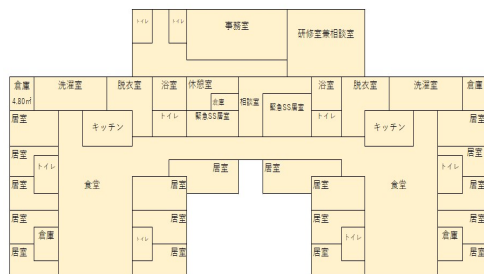 トイレ トイレ 事務室 研修室兼相談室
倉庫 洗濯室 脱衣室 浴室 休憩室 相談室 浴室 脱衣室 洗濯室 倉庫
4.80㎡ 倉庫 緊急SS居室
居室 キッチン トイレ 緊急SS居室 トイレ キッチン 居室
居室 居室
トイレ 居室 居室 トイレ
居室 食堂 居室 居室 食堂 居室
居室 居室 居室 居室
倉庫 トイレ トイレ 倉庫
居室 居室 居室 居室